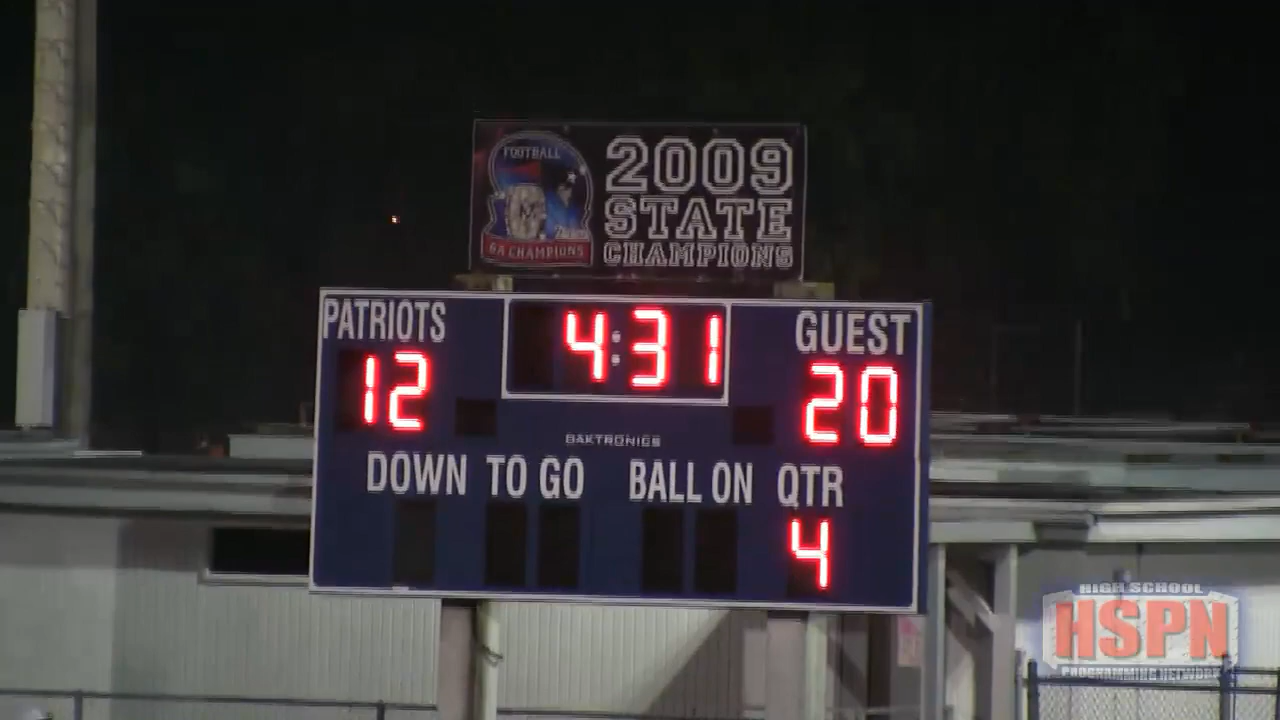 FOOTBALL
6A CHAMPIONS
2009
STATE
CHAMPIONS
PATRIOTS
4:31
GUEST
12
20
DAKTRONICS
DOWN TO GO BALL ON QTR
4
HIGH SCHOOL
HSPN
PROGRAMMING NETWORK